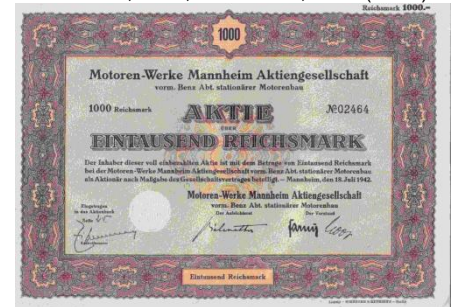 Reichsmark 1000.-
1000
Motoren-Werke Mannheim Aktiengesellschaft
vorm. Benz Abt. stationärer Motorenbau
1000 Reichsmark AKTIE №02464
ÜBER
EINTAUSEND REICHSMARK
Der Inhaber dieser voll einbezahlten Aktie ist mit dem Betrage von Eintausend Reichsmark
bei der Motoren-Werke Mannheim Aktiengesellschaft vorm. Benz Abt. stationärer Motorenbau
als Aktionär nach Maßgabe des Gesellschaftsvertrages beteiligt. – Mannheim, den 18. Juli 1942.
Motoren-Werke Mannheim Aktiengesellschaft
vorm. Benz Abt. stationärer Motorenbau
Eingetragen
in das Aktienbuch
Seite
Der Aufsichtsrat Der Vorstand
Eintausend Reichsmark